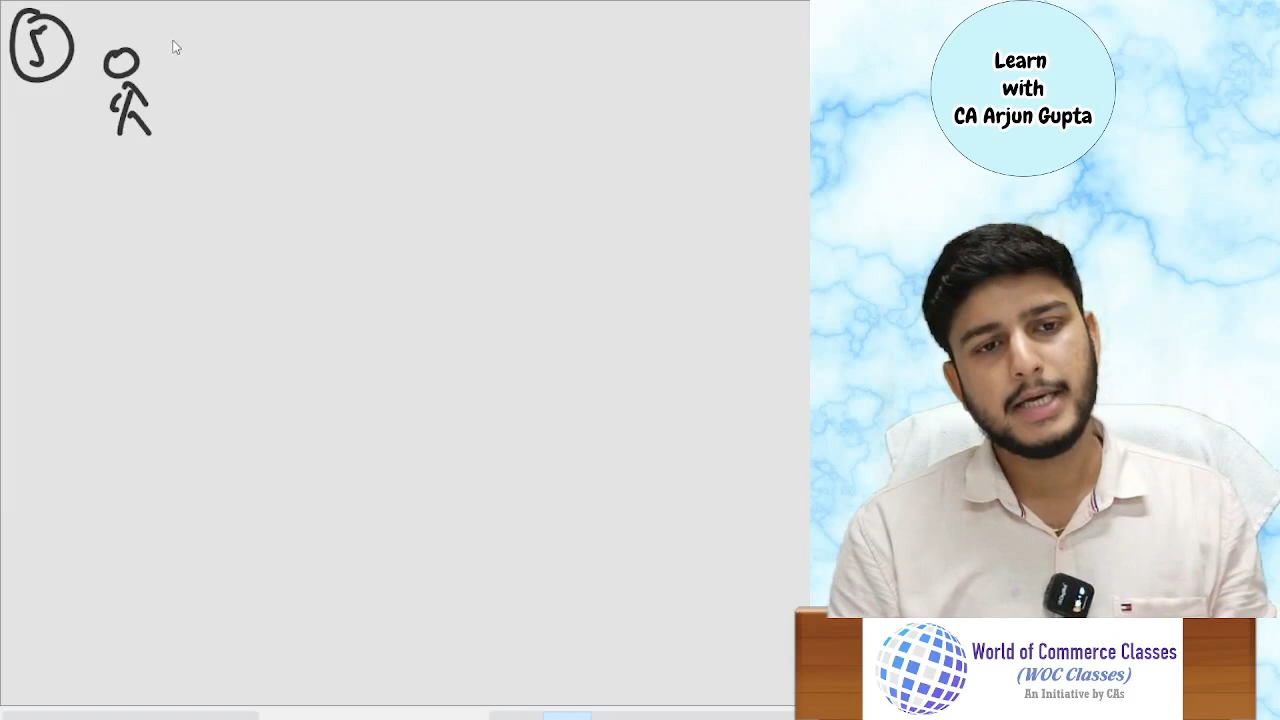 5
Learn
with
CA Arjun Gupta
World of Commerce Classes
(WOC Classes)
An Initiative by CAs